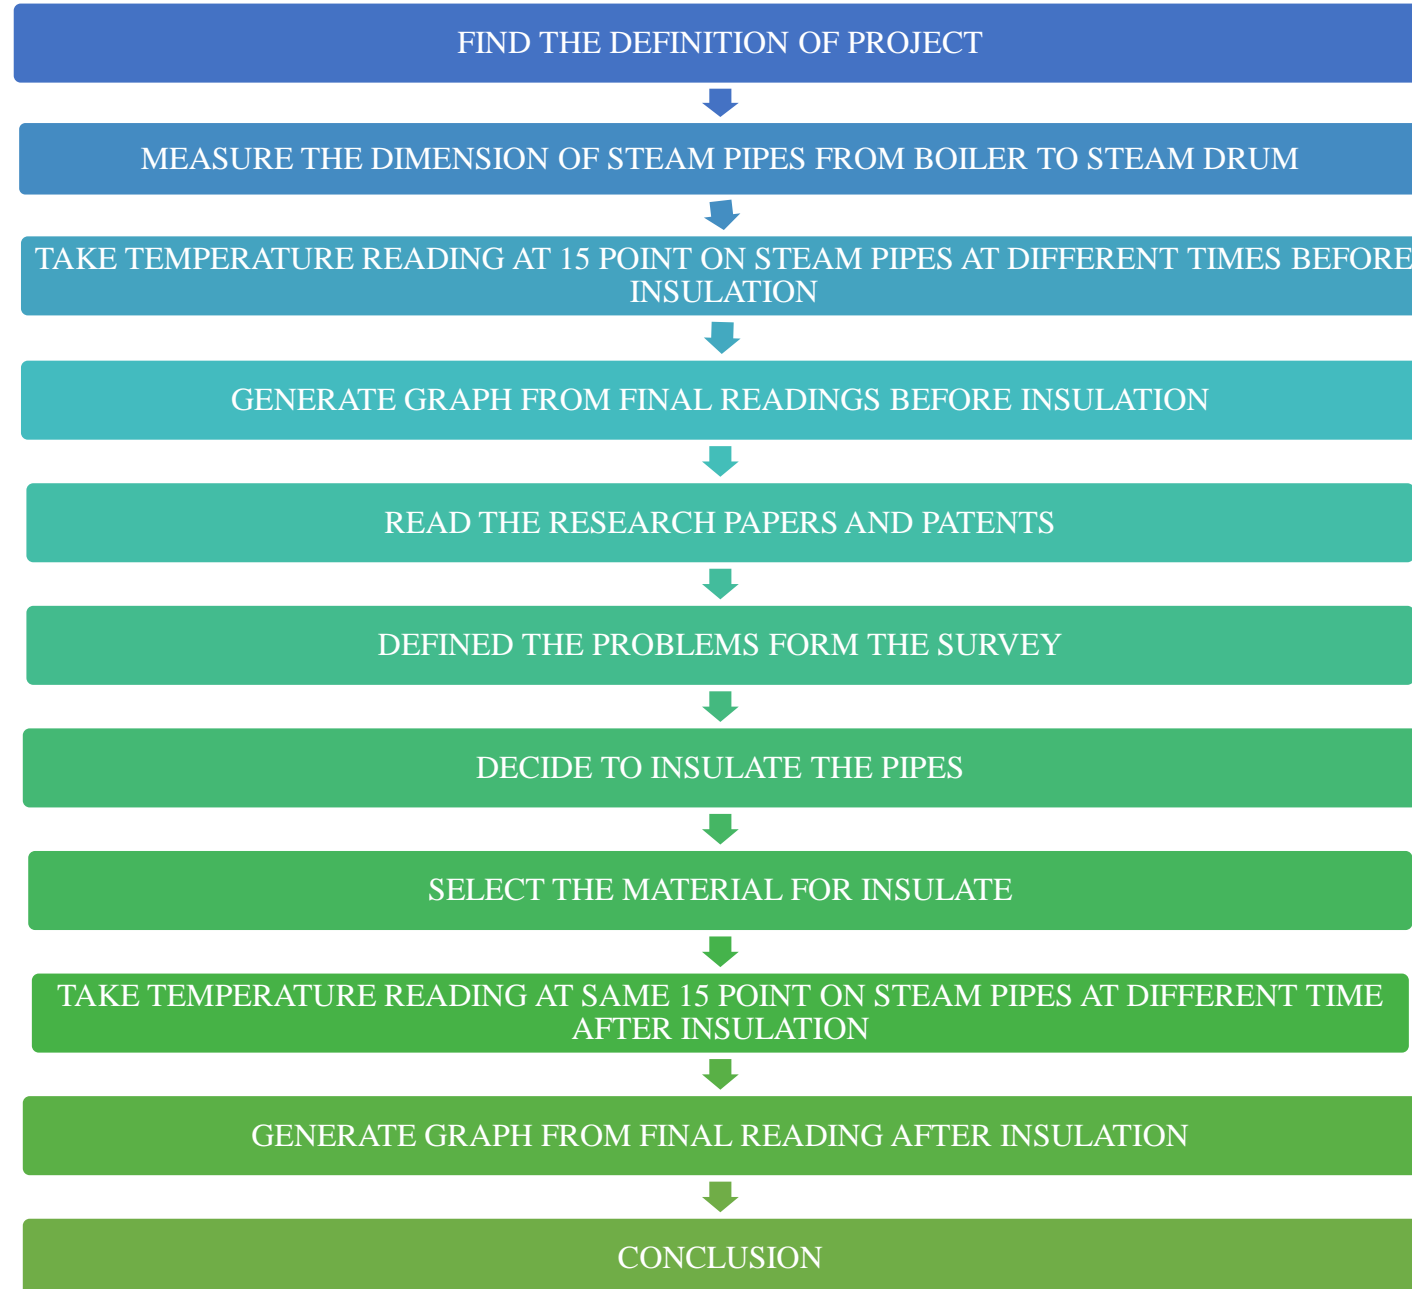 FIND THE DEFINITION OF PROJECT
MEASURE THE DIMENSION OF STEAM PIPES FROM BOILER TO STEAM DRUM
TAKE TEMPERATURE READING AT 15 POINT ON STEAM PIPES AT DIFFERENT TIMES BEFORE
INSULATION
GENERATE GRAPH FROM FINAL READINGS BEFORE INSULATION
READ THE RESEARCH PAPERS AND PATENTS
DEFINED THE PROBLEMS FORM THE SURVEY
DECIDE TO INSULATE THE PIPES
SELECT THE MATERIAL FOR INSULATE
TAKE TEMPERATURE READING AT SAME 15 POINT ON STEAM PIPES AT DIFFERENT TIME
AFTER INSULATION
GENERATE GRAPH FROM FINAL READING AFTER INSULATION
CONCLUSION